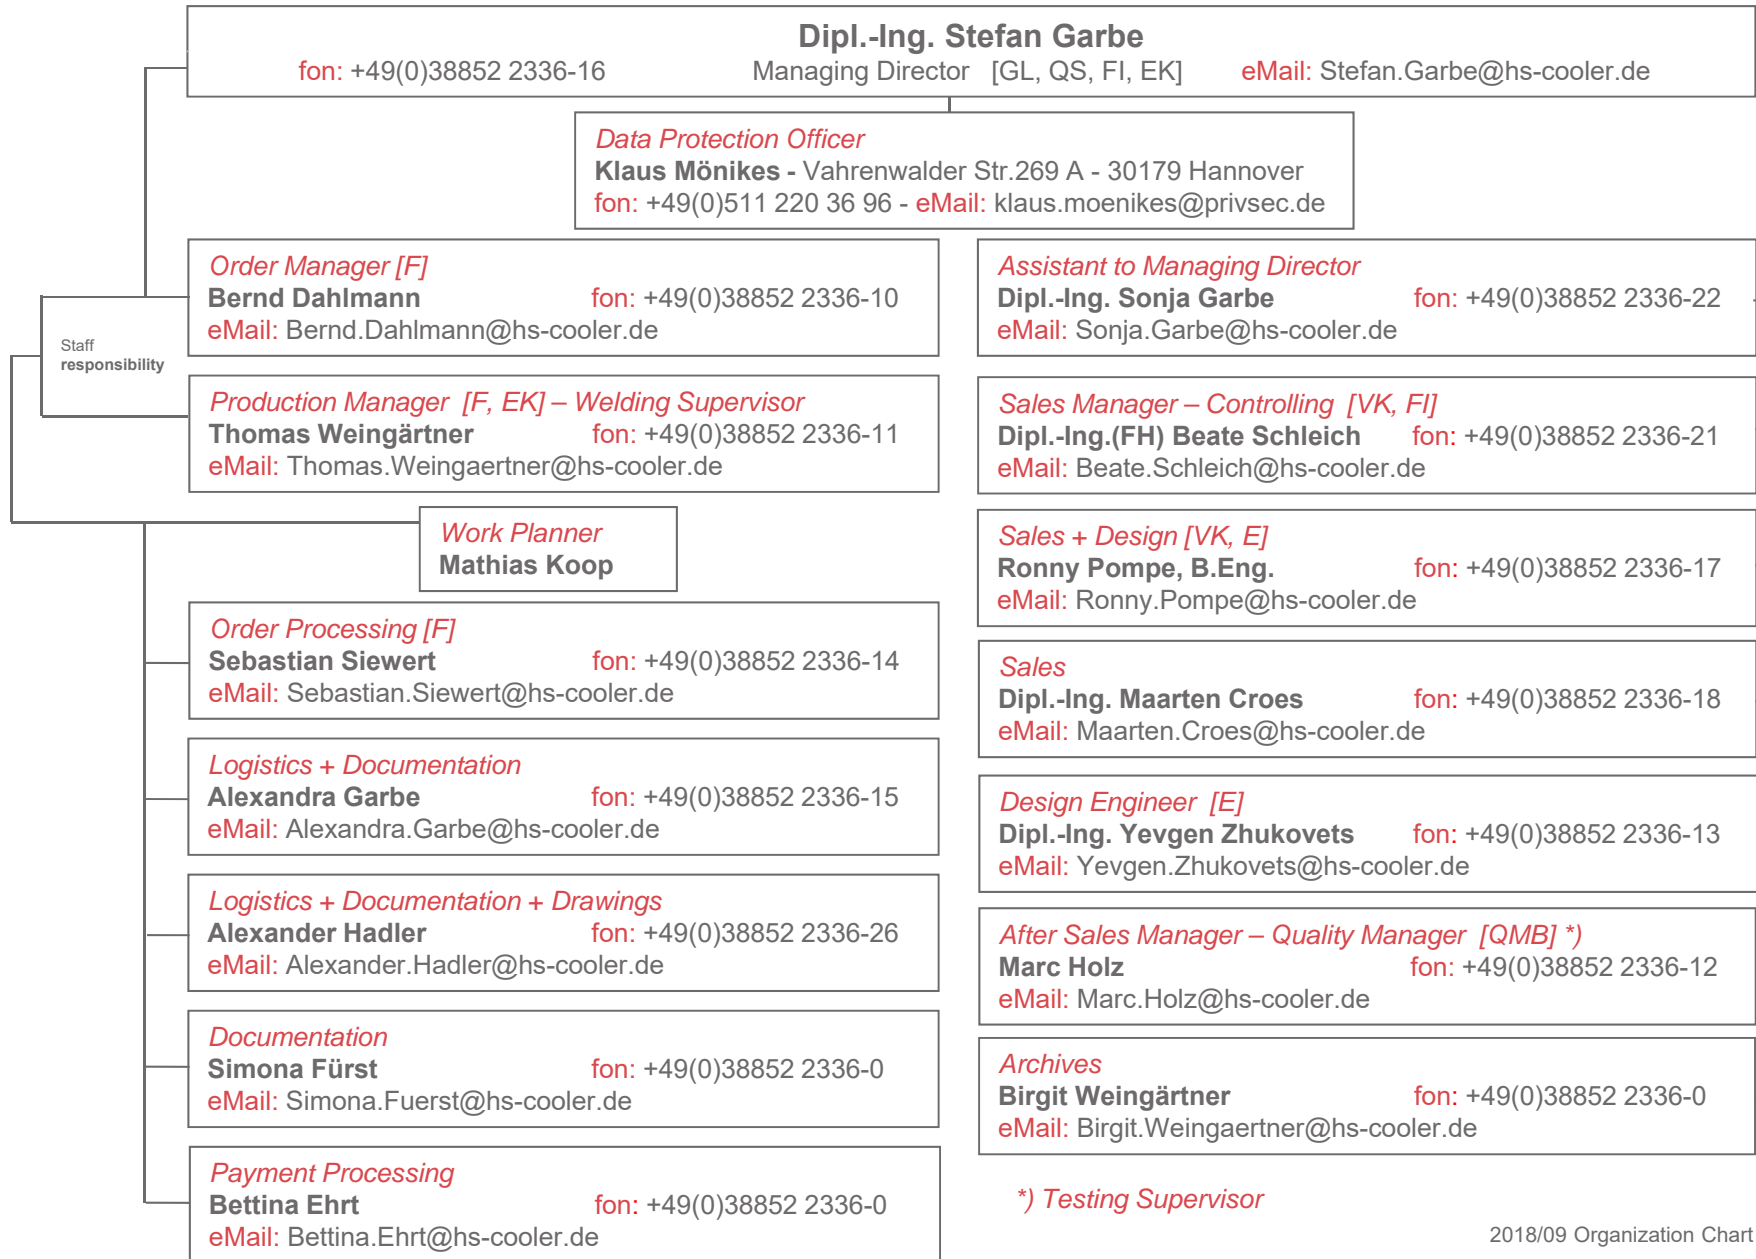 Dipl.-Ing. Stefan Garbe
fon: +49(0)38852 2336-16 Managing Director [GL, QS, FI, EK] eMail: Stefan.Garbe@hs-cooler.de
Data Protection Officer
Klaus Mönikes - Vahrenwalder Str.269 A - 30179 Hannover
fon: +49(0)511 220 36 96 - eMail: klaus.moenikes@privsec.de
Staff
responsibility
Order Manager [F]
Bernd Dahlmann fon: +49(0)38852 2336-10
eMail: Bernd.Dahlmann@hs-cooler.de
Production Manager [F, EK] – Welding Supervisor
Thomas Weingärtner fon: +49(0)38852 2336-11
eMail: Thomas.Weingaertner@hs-cooler.de
Work Planner
Mathias Koop
Order Processing [F]
Sebastian Siewert fon: +49(0)38852 2336-14
eMail: Sebastian.Siewert@hs-cooler.de
Logistics + Documentation
Alexandra Garbe fon: +49(0)38852 2336-15
eMail: Alexandra.Garbe@hs-cooler.de
Logistics + Documentation + Drawings
Alexander Hadler fon: +49(0)38852 2336-26
eMail: Alexander.Hadler@hs-cooler.de
Documentation
Simona Fürst fon: +49(0)38852 2336-0
eMail: Simona.Fuerst@hs-cooler.de
Payment Processing
Bettina Ehrt fon: +49(0)38852 2336-0
eMail: Bettina.Ehrt@hs-cooler.de
Assistant to Managing Director
Dipl.-Ing. Sonja Garbe fon: +49(0)38852 2336-22
eMail: Sonja.Garbe@hs-cooler.de
Sales Manager – Controlling [VK, FI]
Dipl.-Ing.(FH) Beate Schleich fon: +49(0)38852 2336-21
eMail: Beate.Schleich@hs-cooler.de
Sales + Design [VK, E]
Ronny Pompe, B.Eng. fon: +49(0)38852 2336-17
eMail: Ronny.Pompe@hs-cooler.de
Sales
Dipl.-Ing. Maarten Croes fon: +49(0)38852 2336-18
eMail: Maarten.Croes@hs-cooler.de
Design Engineer [E]
Dipl.-Ing. Yevgen Zhukovets fon: +49(0)38852 2336-13
eMail: Yevgen.Zhukovets@hs-cooler.de
After Sales Manager – Quality Manager [QMB] *)
Marc Holz fon: +49(0)38852 2336-12
eMail: Marc.Holz@hs-cooler.de
Archives
Birgit Weingärtner fon: +49(0)38852 2336-0
eMail: Birgit.Weingaertner@hs-cooler.de
*) Testing Supervisor
2018/09 Organization Chart